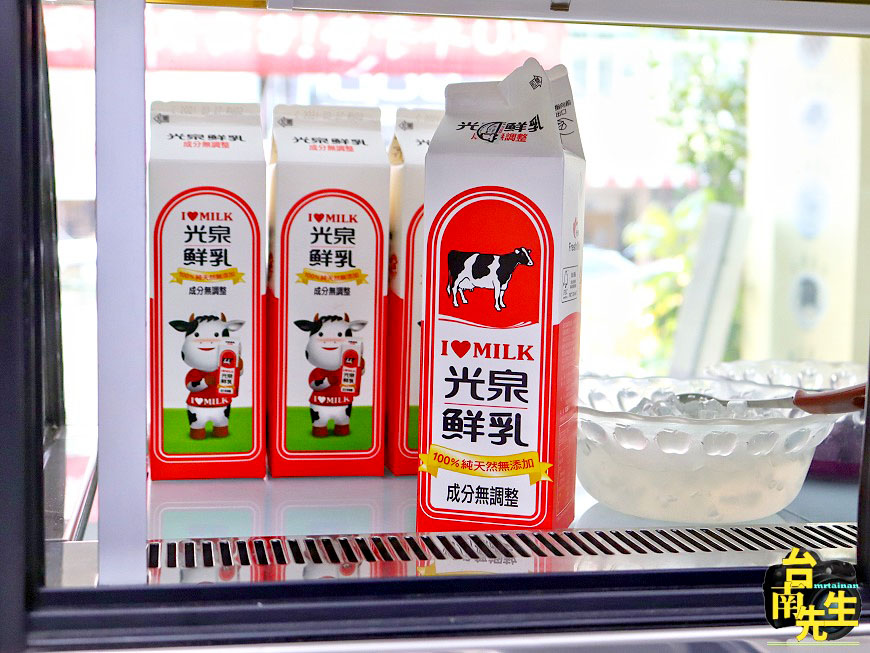 光泉鮮乳
成分無調整
I♥MILK
光泉
鮮乳
100%純天然無添加
成分無調整
I♥MILK
光泉鮮乳
成分無調整
I♥MILK
光泉
鮮乳
100%純天然無添加
成分無調整
I♥MILK
鮮乳
調整
I♥MILK
光泉
鮮乳
100%純天然無添加
成分無調整
台南先生
mrtainan